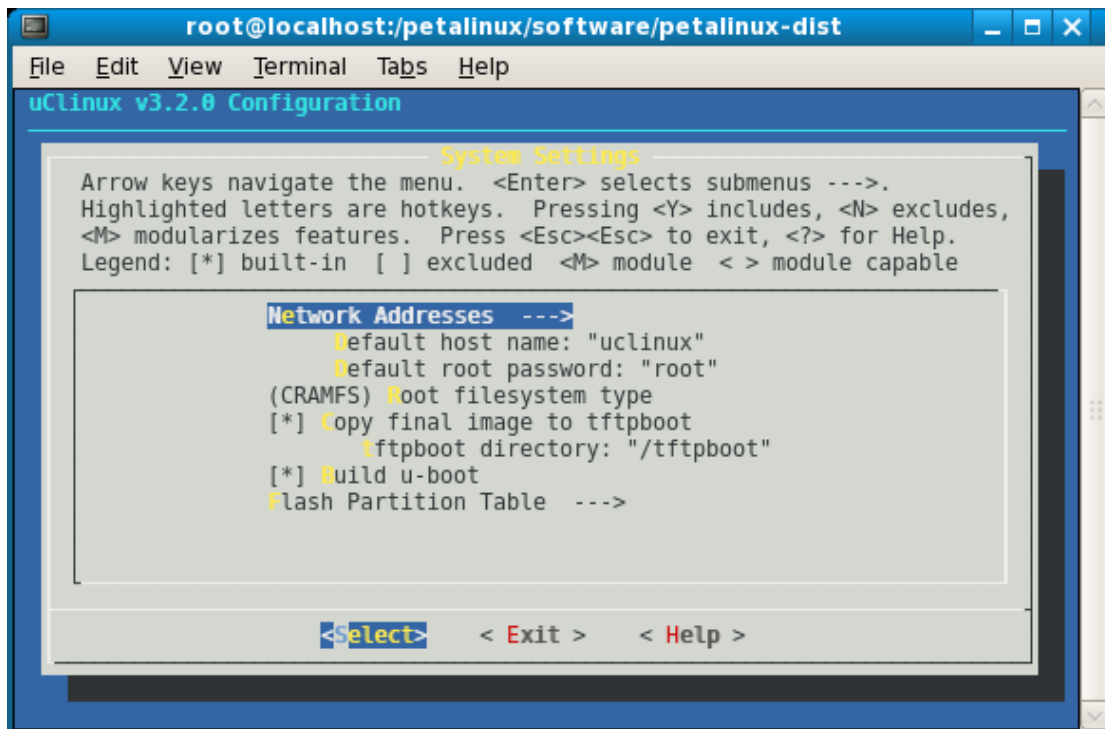 root@localhost:/petalinux/software/petalinux-dist
File Edit View Terminal Tabs Help
uClinux v3.2.0 Configuration
System Settings
Arrow keys navigate the menu. <Enter> selects submenus --->.
Highlighted letters are hotkeys. Pressing <Y> includes, <N> excludes,
<M> modularizes features. Press <Esc><Esc> to exit, <?> for Help.
Legend: [*] built-in [ ] excluded <M> module < > module capable
Network Addresses --->
Default host name: "uclinux"
Default root password: "root"
(CRAMFS) Root filesystem type
[*] Copy final image to tftpboot
tftpboot directory: "/tftpboot"
[*] Build u-boot
Flash Partition Table --->
<Select> < Exit > < Help >